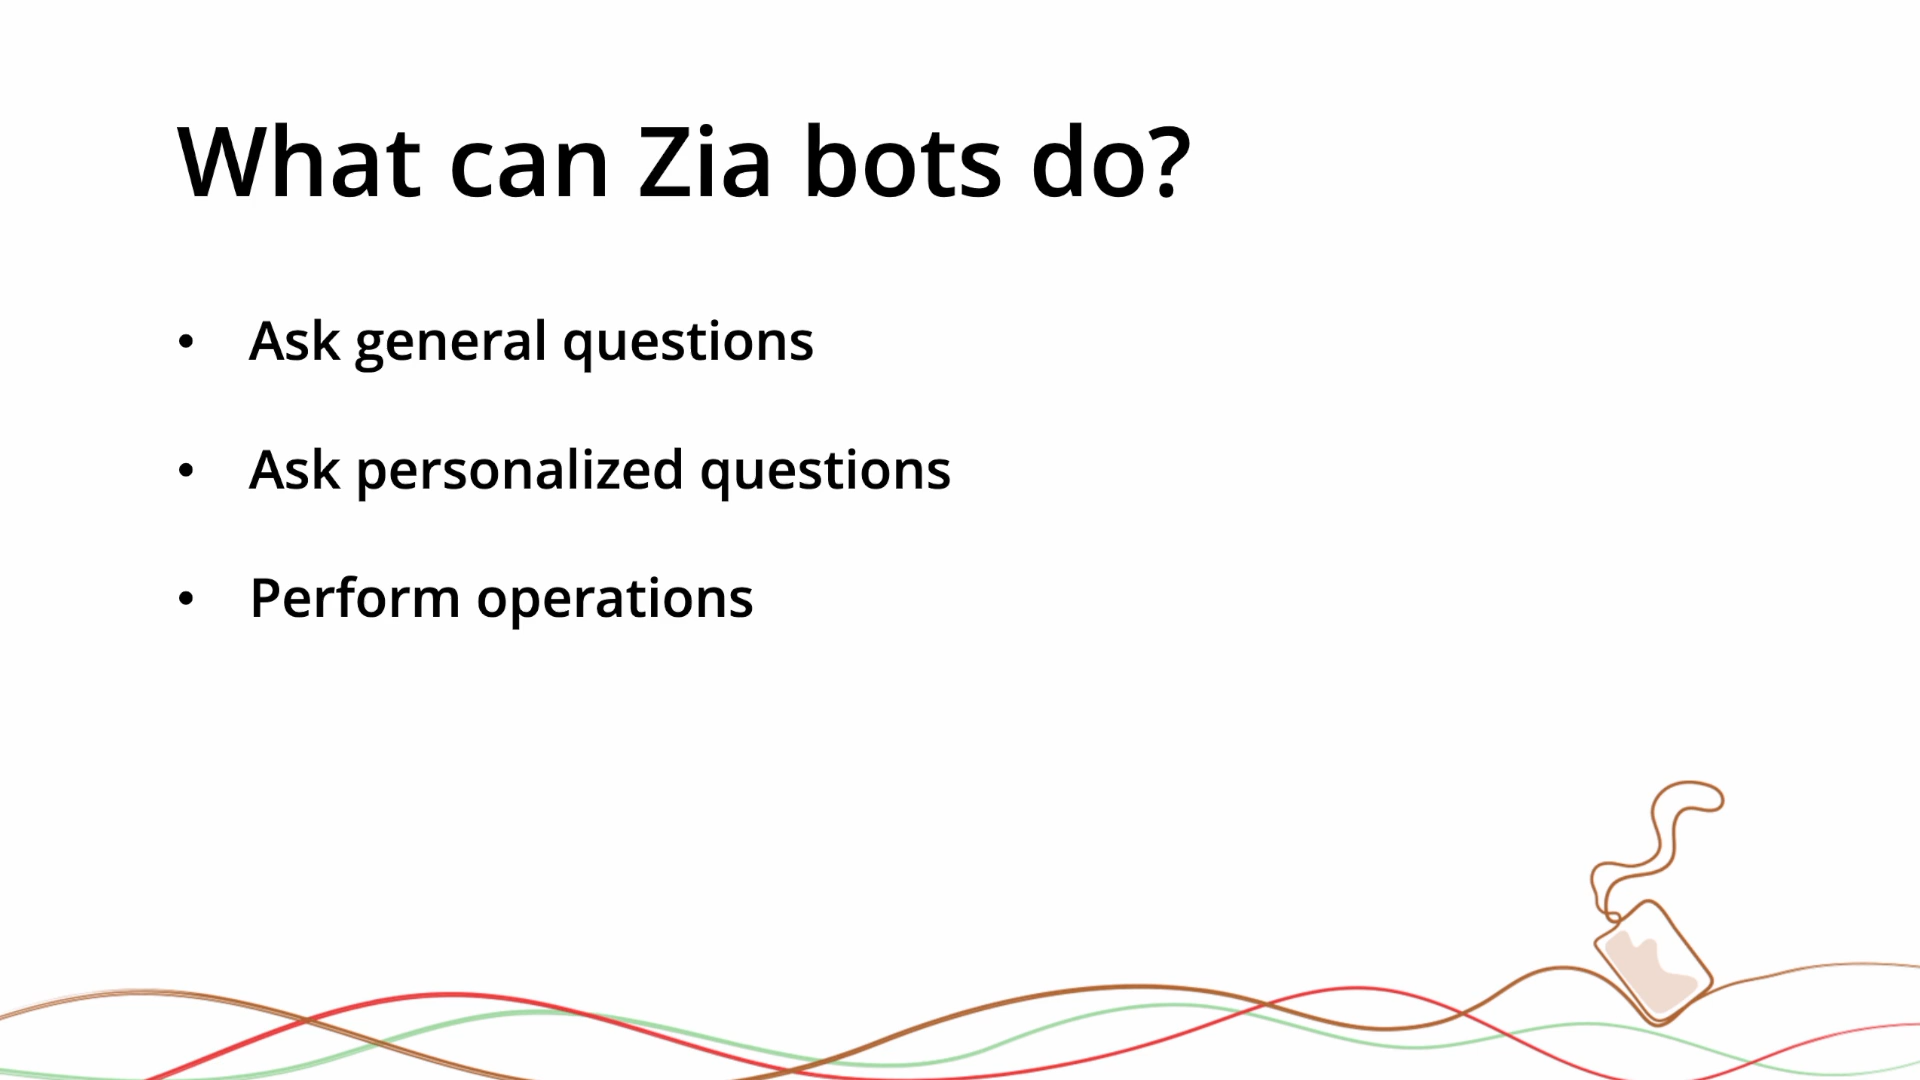 What can Zia bots do?
• Ask general questions
• Ask personalized questions
• Perform operations